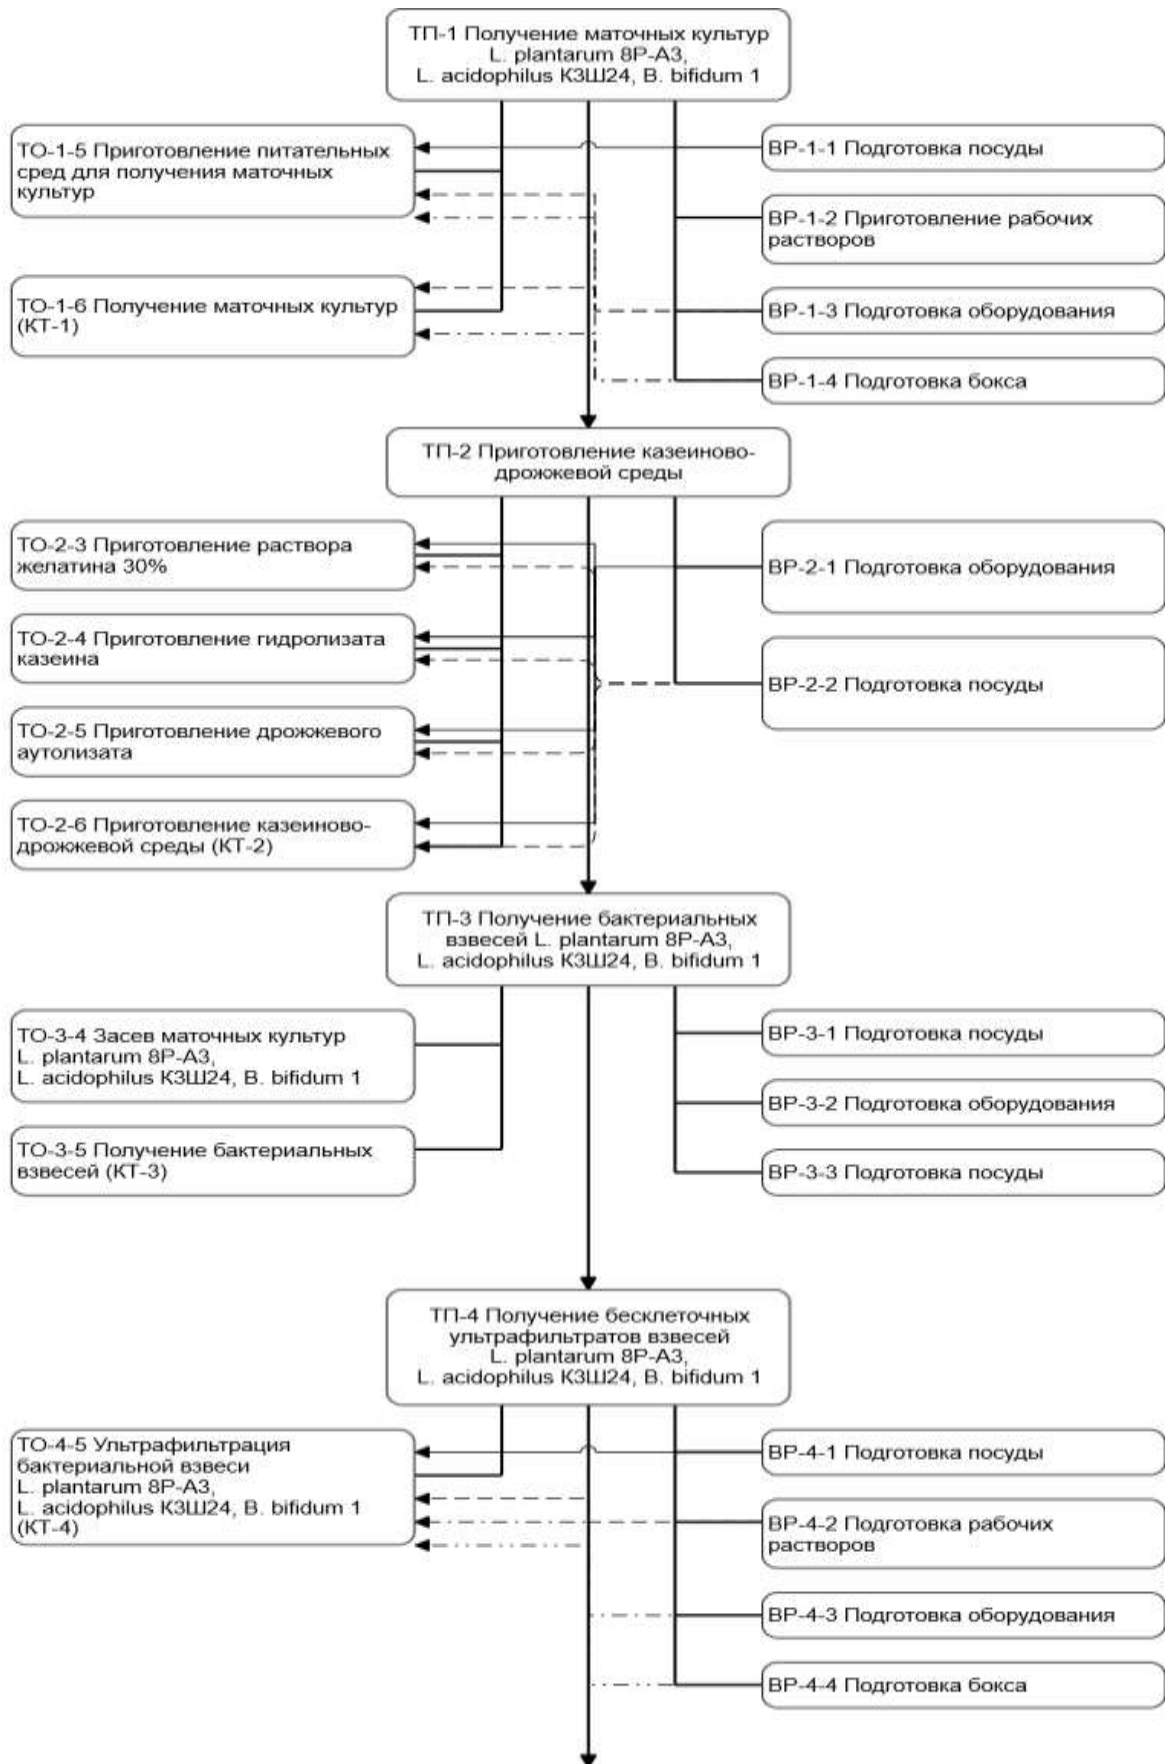 ТП-1 Получение маточных культур
L. plantarum 8Р-А3,
L. acidophilus КЗШ24, B. bifidum 1
ТО-1-5 Приготовление питательных
сред для получения маточных
культур
ВР-1-1 Подготовка посуды
ВР-1-2 Приготовление рабочих
растворов
ТО-1-6 Получение маточных культур
(КТ-1)
ВР-1-3 Подготовка оборудования
ВР-1-4 Подготовка бокса
ТП-2 Приготовление казеиново-
дрожжевой среды
ТО-2-3 Приготовление раствора
желатина 30%
ВР-2-1 Подготовка оборудования
ТО-2-4 Приготовление гидролизата
казеина
ВР-2-2 Подготовка посуды
ТО-2-5 Приготовление дрожжевого
аутолизата
ТО-2-6 Приготовление казеиново-
дрожжевой среды (КТ-2)
ТП-3 Получение бактериальных
взвесей L. plantarum 8Р-А3,
L. acidophilus КЗШ24, B. bifidum 1
ТО-3-4 Засев маточных культур
L. plantarum 8Р-А3,
L. acidophilus КЗШ24, B. bifidum 1
ВР-3-1 Подготовка посуды
ВР-3-2 Подготовка оборудования
ТО-3-5 Получение бактериальных
взвесей (КТ-3)
ВР-3-3 Подготовка посуды
ТП-4 Получение бесклеточных
ультрафильтратов взвесей
L. plantarum 8Р-А3,
L. acidophilus КЗШ24, B. bifidum 1
ТО-4-5 Ультрафильтрация
бактериальной взвеси
L. plantarum 8Р-А3,
L. acidophilus КЗШ24, B. bifidum 1
(КТ-4)
ВР-4-1 Подготовка посуды
ВР-4-2 Подготовка рабочих
растворов
ВР-4-3 Подготовка оборудования
ВР-4-4 Подготовка бокса